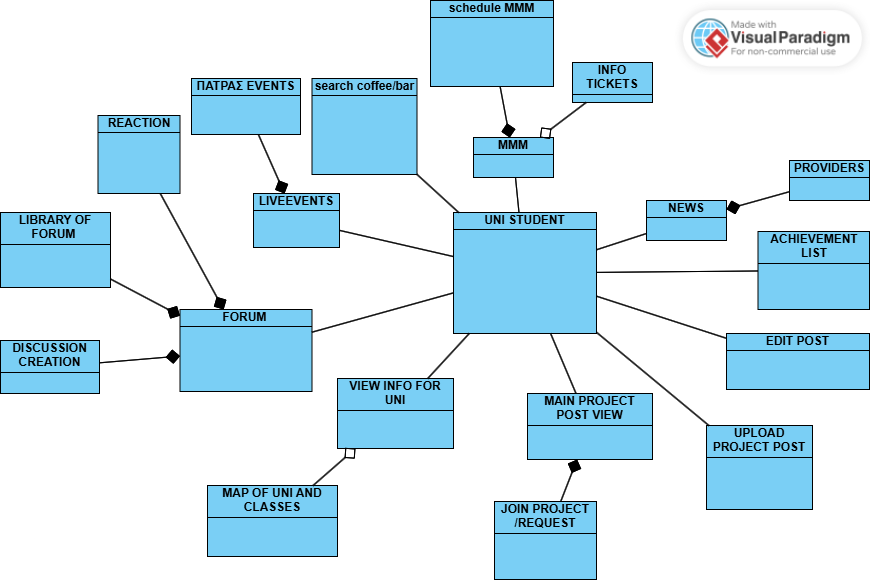 schedule MMM
Made with
Visual Paradigm
For non-commercial use
INFO
TICKETS
ΠΑΤΡΑΣ EVENTS
search coffee/bar
REACTION
MMM
PROVIDERS
LIVEEVENTS
NEWS
LIBRARY OF
FORUM
UNI STUDENT
ACHIEVEMENT
LIST
FORUM
DISCUSSION
CREATION
EDIT POST
VIEW INFO FOR
UNI
MAIN PROJECT
POST VIEW
UPLOAD
PROJECT POST
MAP OF UNI AND
CLASSES
JOIN PROJECT
/REQUEST